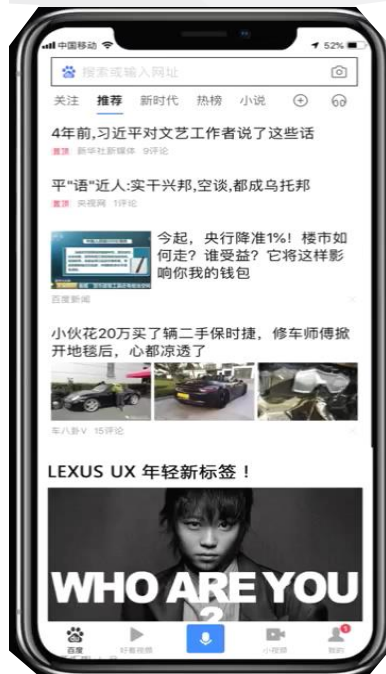 中国移动
52%
搜索或输入网址
关注 推荐 新时代 热榜 小说
4年前,习近平对文艺工作者说了这些话
置顶 新华社新媒体 9评论
平"语"近人:实干兴邦,空谈,都成乌托邦
置顶 央视网 1评论
今起，央行降准1%！楼市如
何走？谁受益？它将这样影
响你我的钱包
百度新闻
小伙花20万买了辆二手保时捷，修车师傅掀
开地毯后，心都凉透了
车八卦V 15评论
LEXUS UX 年轻新标签！
WHO ARE YOU
?
百度 好看视频 小视频 我的